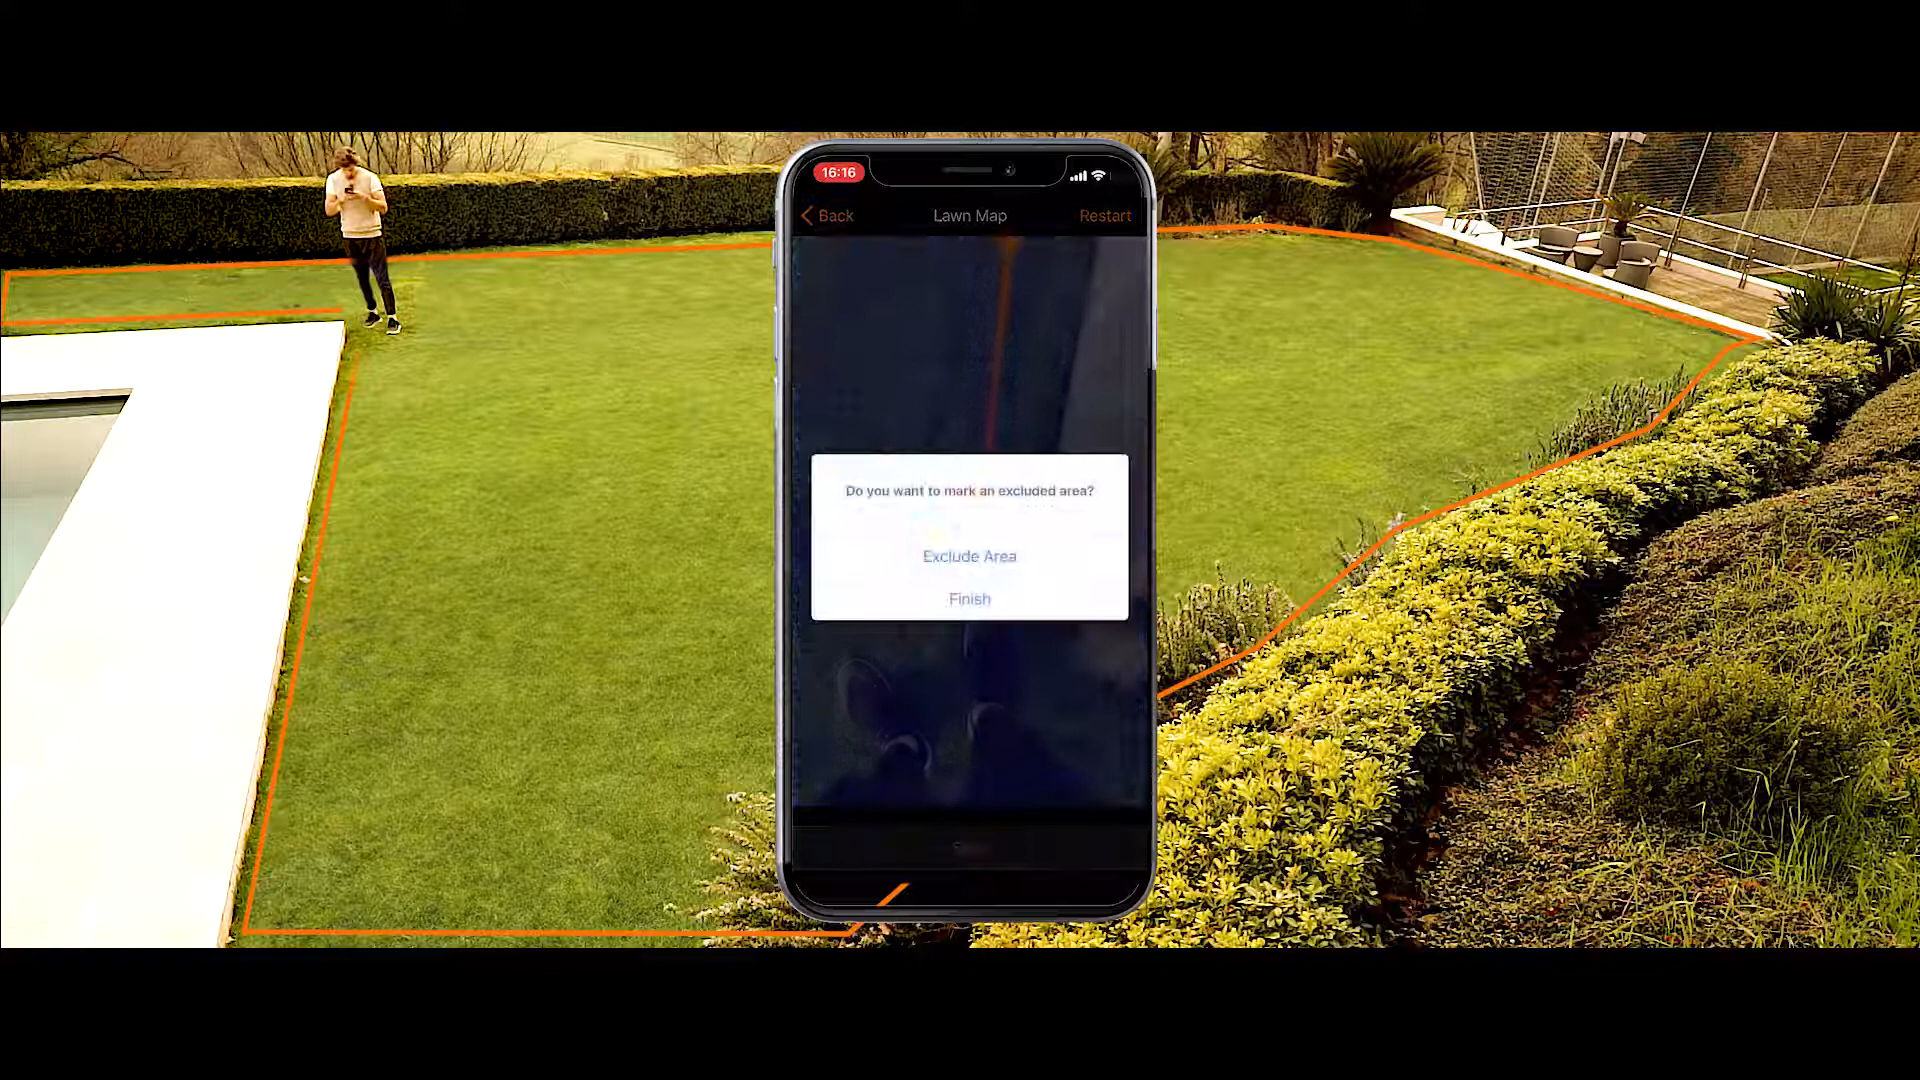 16:16
Back
Lawn Map
Restart
Do you want to mark an excluded area?
Exclude Area
Finish